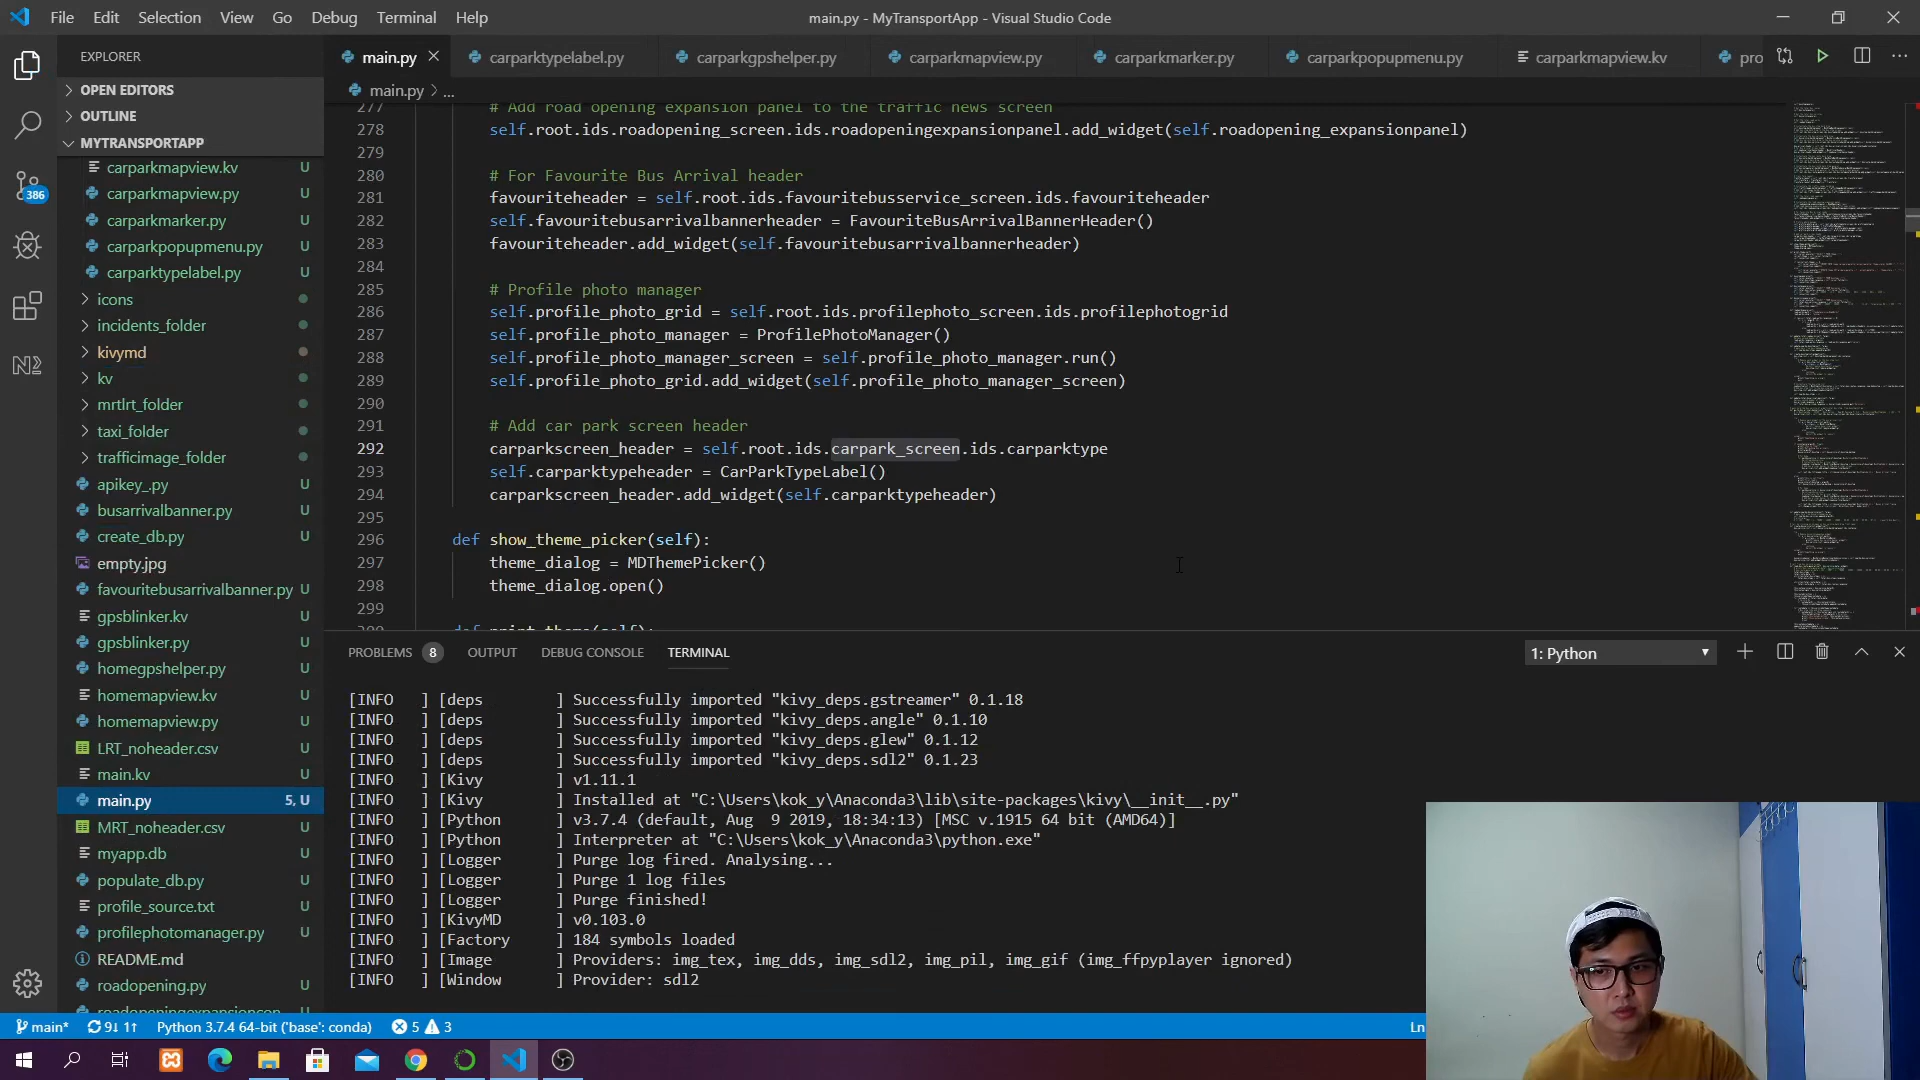 File Edit Selection View Go Debug Terminal Help
main.py - MyTransportApp - Visual Studio Code
EXPLORER
OPEN EDITORS
OUTLINE
MYTRANSPORTAPP
carparkmapview.kv U
carparkmapview.py U
carparkmarker.py U
carparkpopupmenu.py U
carparktypelabel.py U
icons
incidents_folder
kivymd
kv
mrtlrt_folder
taxi_folder
trafficimage_folder
apikey_.py U
busarrivalbanner.py U
create_db.py U
empty.jpg U
favouritebusarrivalbanner.py U
gpsblinker.kv U
gpsblinker.py U
homegpshelper.py U
homemapview.kv U
homemapview.py U
LRT_noheader.csv U
main.kv U
main.py 5, U
MRT_noheader.csv U
myapp.db U
populate_db.py U
profile_source.txt U
profilephotomanager.py U
README.md U
roadopening.py U
386
main.py carparktypelabel.py carparkgpshelper.py carparkmapview.py carparkmarker.py carparkpopupmenu.py carparkmapview.kv pro
main.py > ...
277 # Add road opening expansion panel to the traffic news screen
278 self.root.ids.roadopening_screen.ids.roadopeningexpansionpanel.add_widget(self.roadopening_expansionpanel)
279
280 # For Favourite Bus Arrival header
281 favouriteheader = self.root.ids.favouritebusservice_screen.ids.favouriteheader
282 self.favouritebusarrivalbannerheader = FavouriteBusArrivalBannerHeader()
283 favouriteheader.add_widget(self.favouritebusarrivalbannerheader)
284
285 # Profile photo manager
286 self.profile_photo_grid = self.root.ids.profilephoto_screen.ids.profilephotogrid
287 self.profile_photo_manager = ProfilePhotoManager()
288 self.profile_photo_manager_screen = self.profile_photo_manager.run()
289 self.profile_photo_grid.add_widget(self.profile_photo_manager_screen)
290
291 # Add car park screen header
292 carparkscreen_header = self.root.ids.carpark_screen.ids.carparktype
293 self.carparktypeheader = CarParkTypeLabel()
294 carparkscreen_header.add_widget(self.carparktypeheader)
295
296 def show_theme_picker(self):
297 theme_dialog = MDThemePicker()
298 theme_dialog.open()
299
PROBLEMS 8 OUTPUT DEBUG CONSOLE TERMINAL 1: Python
[INFO ] [deps ] Successfully imported "kivy_deps.gstreamer" 0.1.18
[INFO ] [deps ] Successfully imported "kivy_deps.angle" 0.1.10
[INFO ] [deps ] Successfully imported "kivy_deps.glew" 0.1.12
[INFO ] [deps ] Successfully imported "kivy_deps.sdl2" 0.1.23
[INFO ] [Kivy ] v1.11.1
[INFO ] [Kivy ] Installed at "C:\Users\kok_y\Anaconda3\lib\site-packages\kivy\__init__.py"
[INFO ] [Python ] v3.7.4 (default, Aug 9 2019, 18:34:13) [MSC v.1915 64 bit (AMD64)]
[INFO ] [Python ] Interpreter at "C:\Users\kok_y\Anaconda3\python.exe"
[INFO ] [Logger ] Purge log fired. Analysing...
[INFO ] [Logger ] Purge 1 log files
[INFO ] [Logger ] Purge finished!
[INFO ] [KivyMD ] v0.103.0
[INFO ] [Factory ] 184 symbols loaded
[INFO ] [Image ] Providers: img_tex, img_dds, img_sdl2, img_pil, img_gif (img_ffpyplayer ignored)
[INFO ] [Window ] Provider: sdl2
main* 9↓ 1↑ Python 3.7.4 64-bit ('base': conda) 5 3 Ln